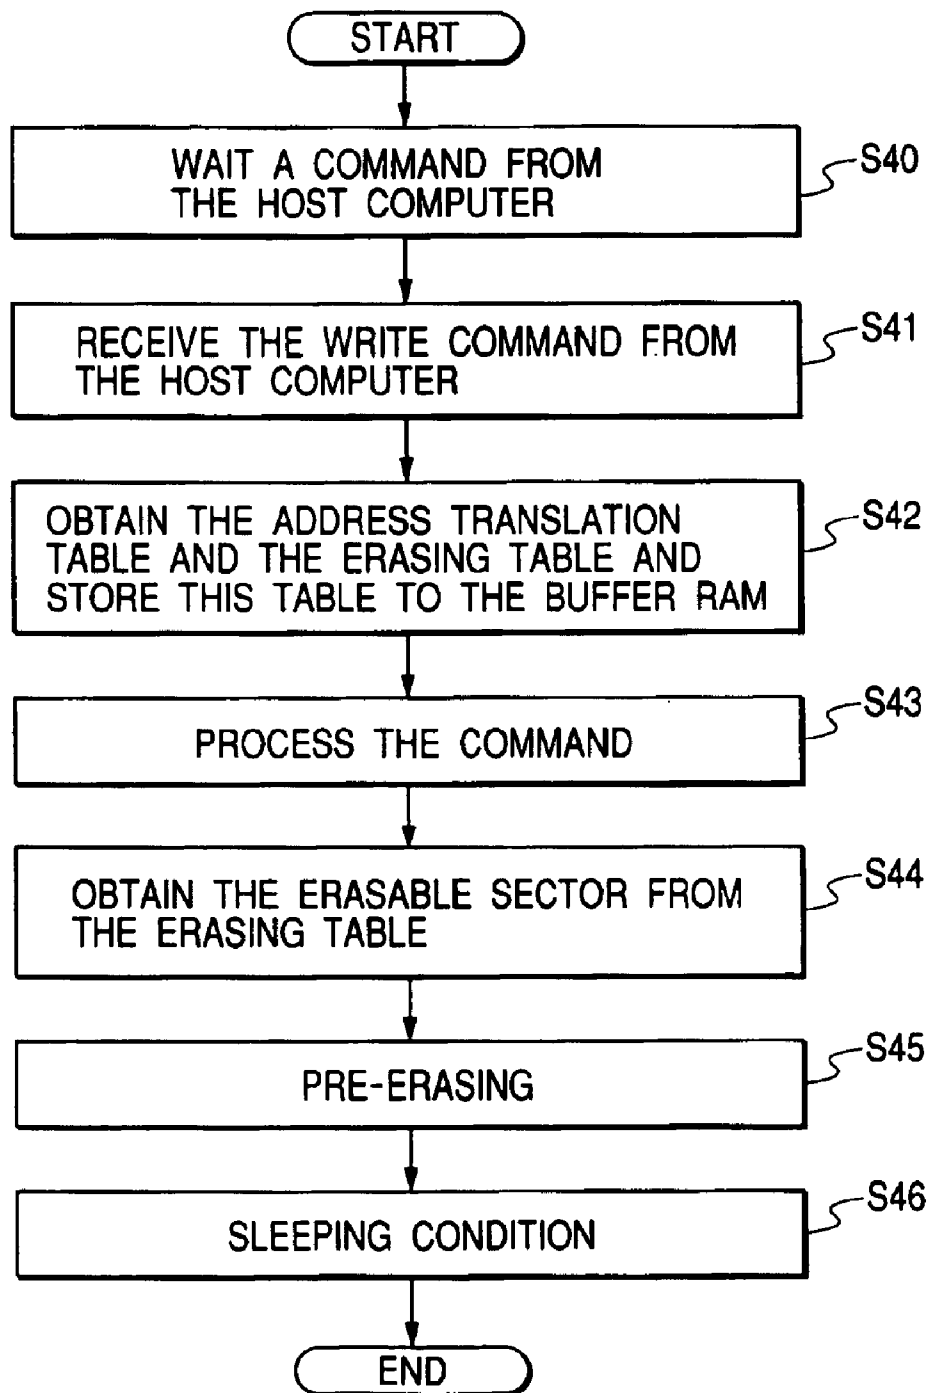 START
WAIT A COMMAND FROM
THE HOST COMPUTER
S40
RECEIVE THE WRITE COMMAND FROM
THE HOST COMPUTER
S41
OBTAIN THE ADDRESS TRANSLATION
TABLE AND THE ERASING TABLE AND
STORE THIS TABLE TO THE BUFFER RAM
S42
PROCESS THE COMMAND
S43
OBTAIN THE ERASABLE SECTOR FROM
THE ERASING TABLE
S44
PRE-ERASING
S45
SLEEPING CONDITION
S46
END